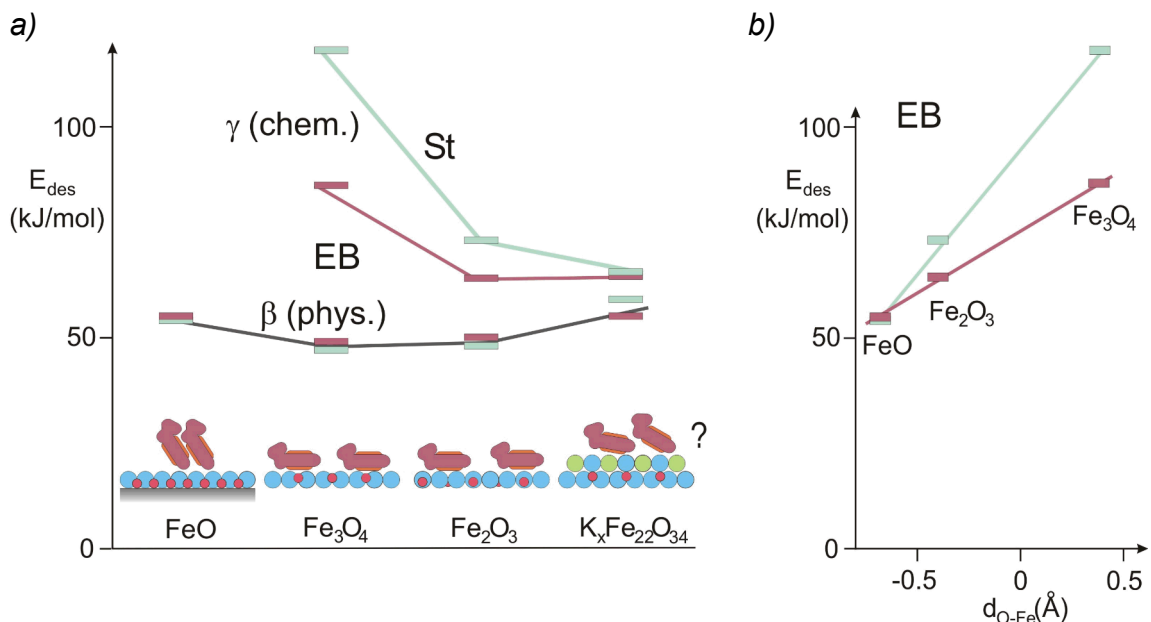 a)
100
E_des
(kJ/mol)
50
0
γ (chem.)
St
EB
β (phys.)
?
FeO
Fe₃O₄
Fe₂O₃
KₓFe₂₂O₃₄
b)
EB
100
E_des
(kJ/mol)
50
0
Fe₃O₄
Fe₂O₃
FeO
-0.5
0
0.5
d_O-Fe(Å)